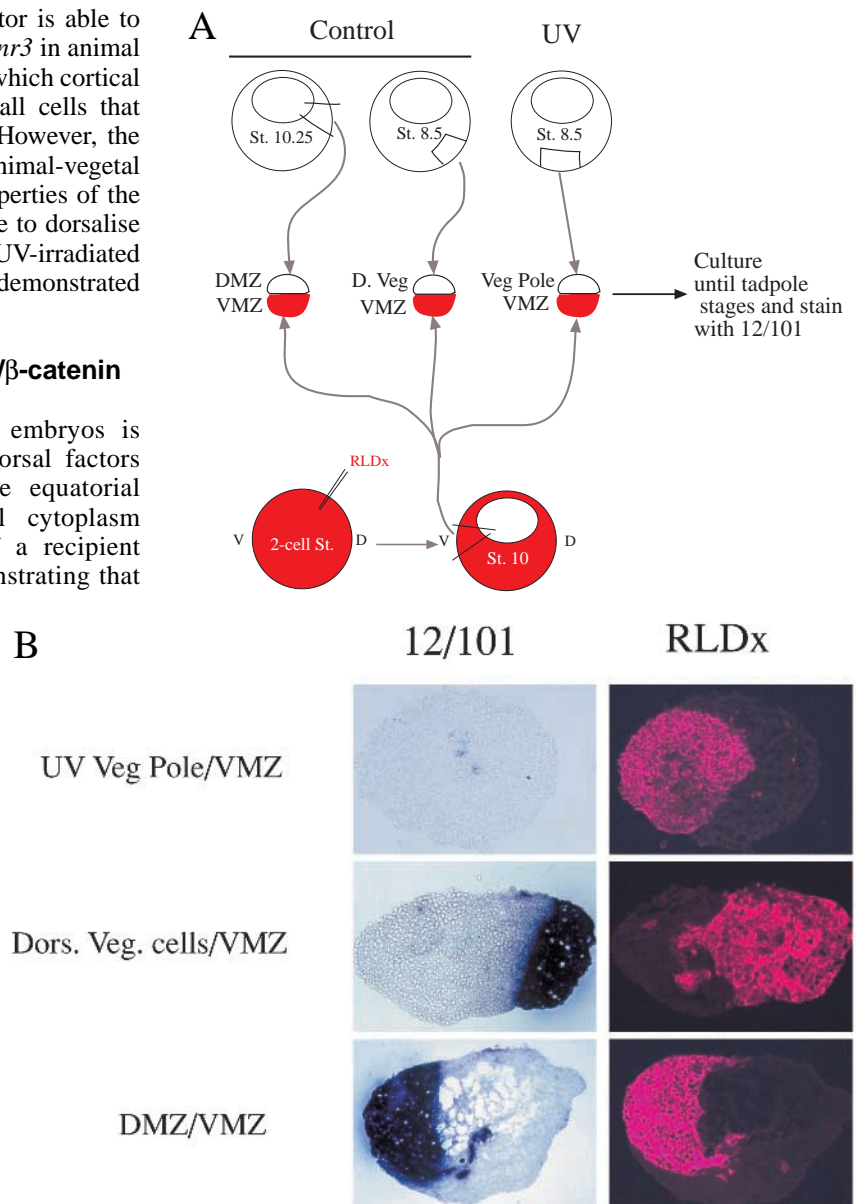 tor is able to
nr3 in animal
which cortical
all cells that
However, the
nimal-vegetal
perties of the
e to dorsalise
UV-irradiated
demonstrated
/β-catenin
embryos is
orsal factors
e equatorial
l cytoplasm
a recipient
nstrating that
A
Control
UV
St. 10.25
St. 8.5
St. 8.5
DMZ
VMZ
D. Veg
VMZ
Veg Pole
VMZ
Culture
until tadpole
stages and stain
with 12/101
RLDx
V
2-cell St.
D
V
St. 10
D
B
12/101
RLDx
UV Veg Pole/VMZ
Dors. Veg. cells/VMZ
DMZ/VMZ